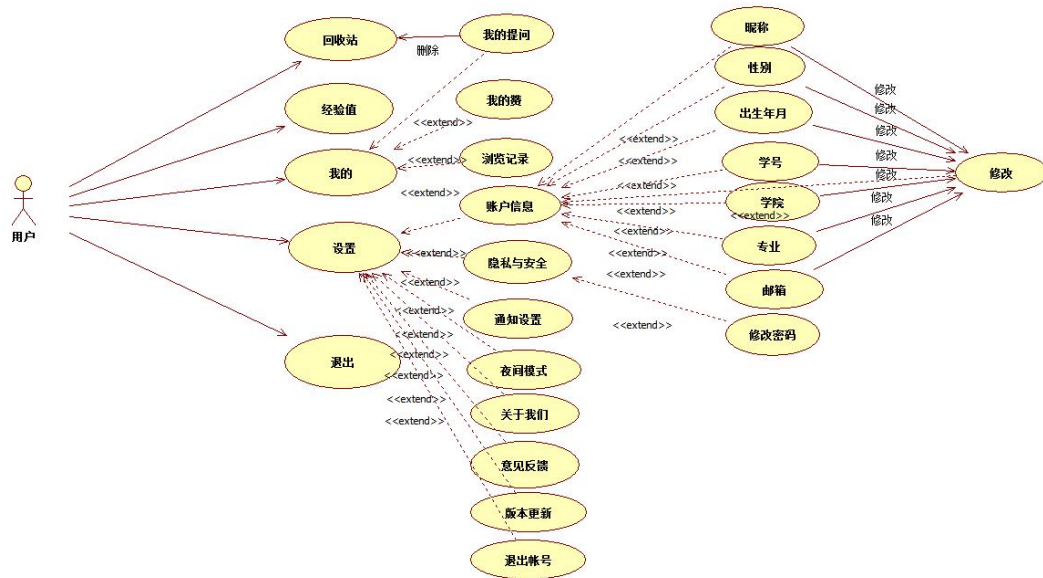 用户
回收站
经验值
我的
设置
退出
删除
我的提问
我的赞
浏览记录
账户信息
隐私与安全
通知设置
夜间模式
关于我们
意见反馈
版本更新
退出帐号
<<extend>>
<<extend>>
<<extend>>
<<extend>>
<<extend>>
<<extend>>
<<extend>>
<<extend>>
<<extend>>
<<extend>>
<<extend>>
昵称
性别
出生年月
学号
学院
专业
邮箱
修改密码
<<extend>>
<<extend>>
<<extend>>
<<extend>>
<<extend>>
<<extend>>
<<extend>>
<<extend>>
<<extend>>
修改
修改
修改
修改
修改
修改
修改
修改